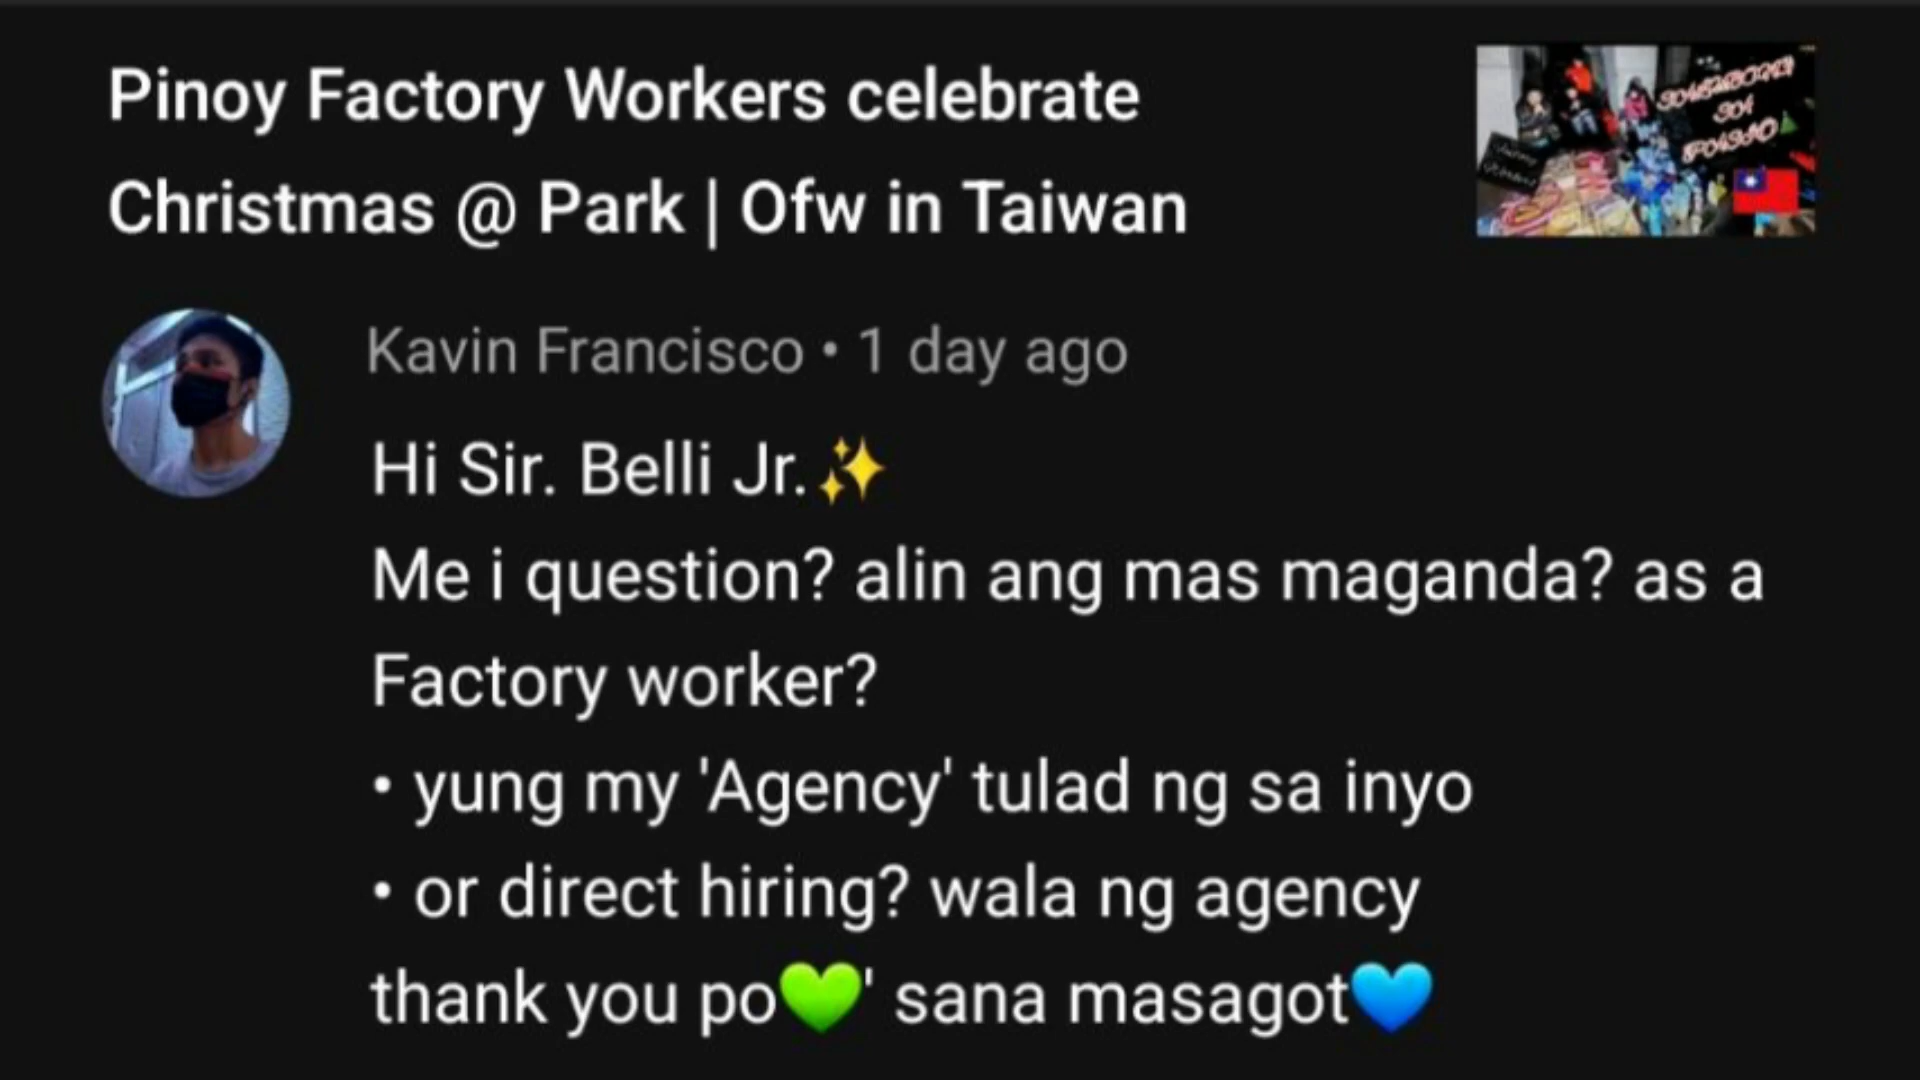 Pinoy Factory Workers celebrate
Christmas @ Park | Ofw in Taiwan
Kavin Francisco • 1 day ago
Hi Sir. Belli Jr.✨
Me i question? alin ang mas maganda? as a
Factory worker?
• yung my 'Agency' tulad ng sa inyo
• or direct hiring? wala ng agency
thank you po💚' sana masagot💙